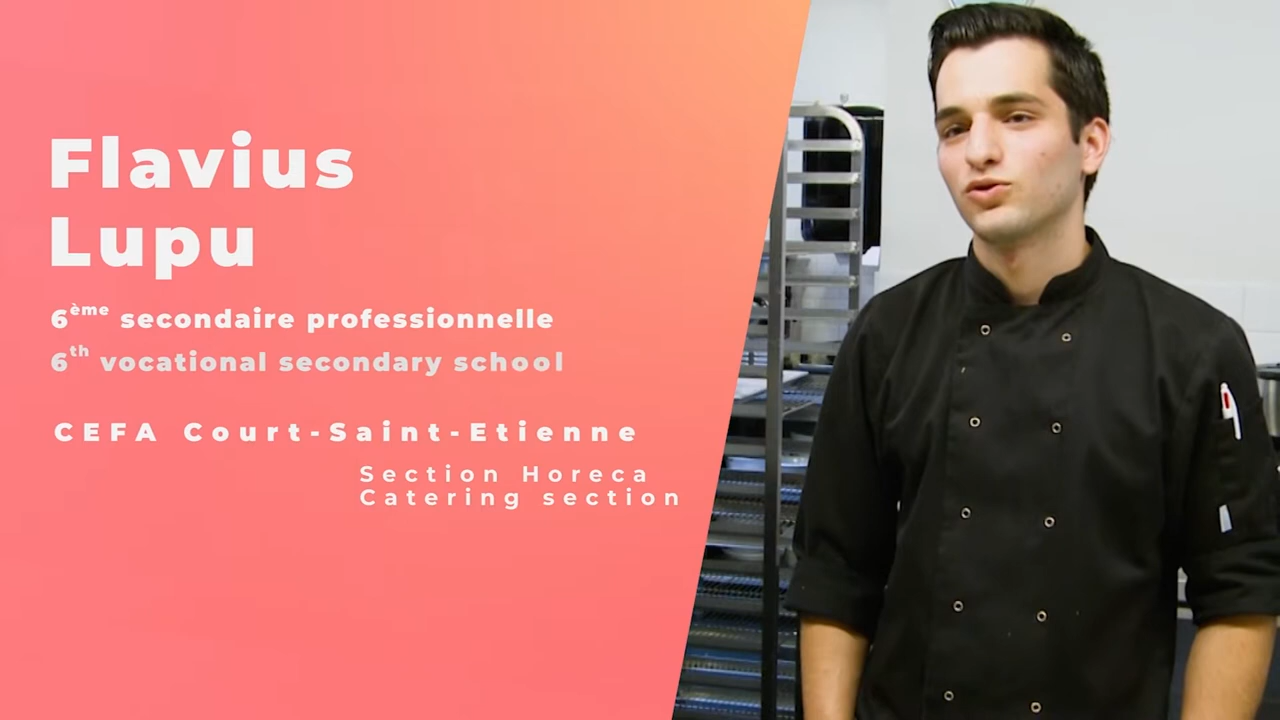 Flavius
Lupu
6ème secondaire professionnelle
6th vocational secondary school
CEFA Court-Saint-Etienne
Section Horeca
Catering section